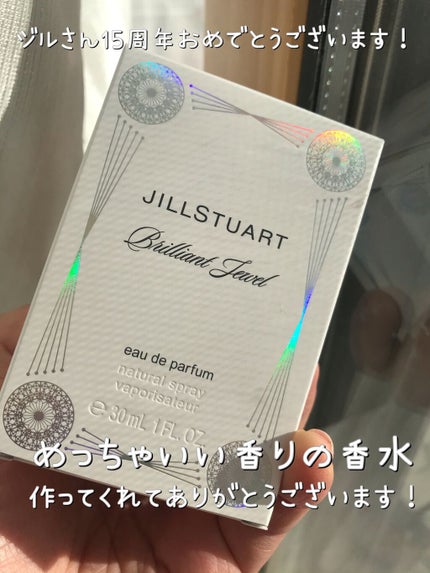 ジルさん15周年おめでとうございます！
JILLSTUART
Brilliant Jewel
eau de parfum
natural spray
vaporisateur
℮ 30mL 1FL.OZ.
めっちゃいい香りの香水
作ってくれてありがとうございます！